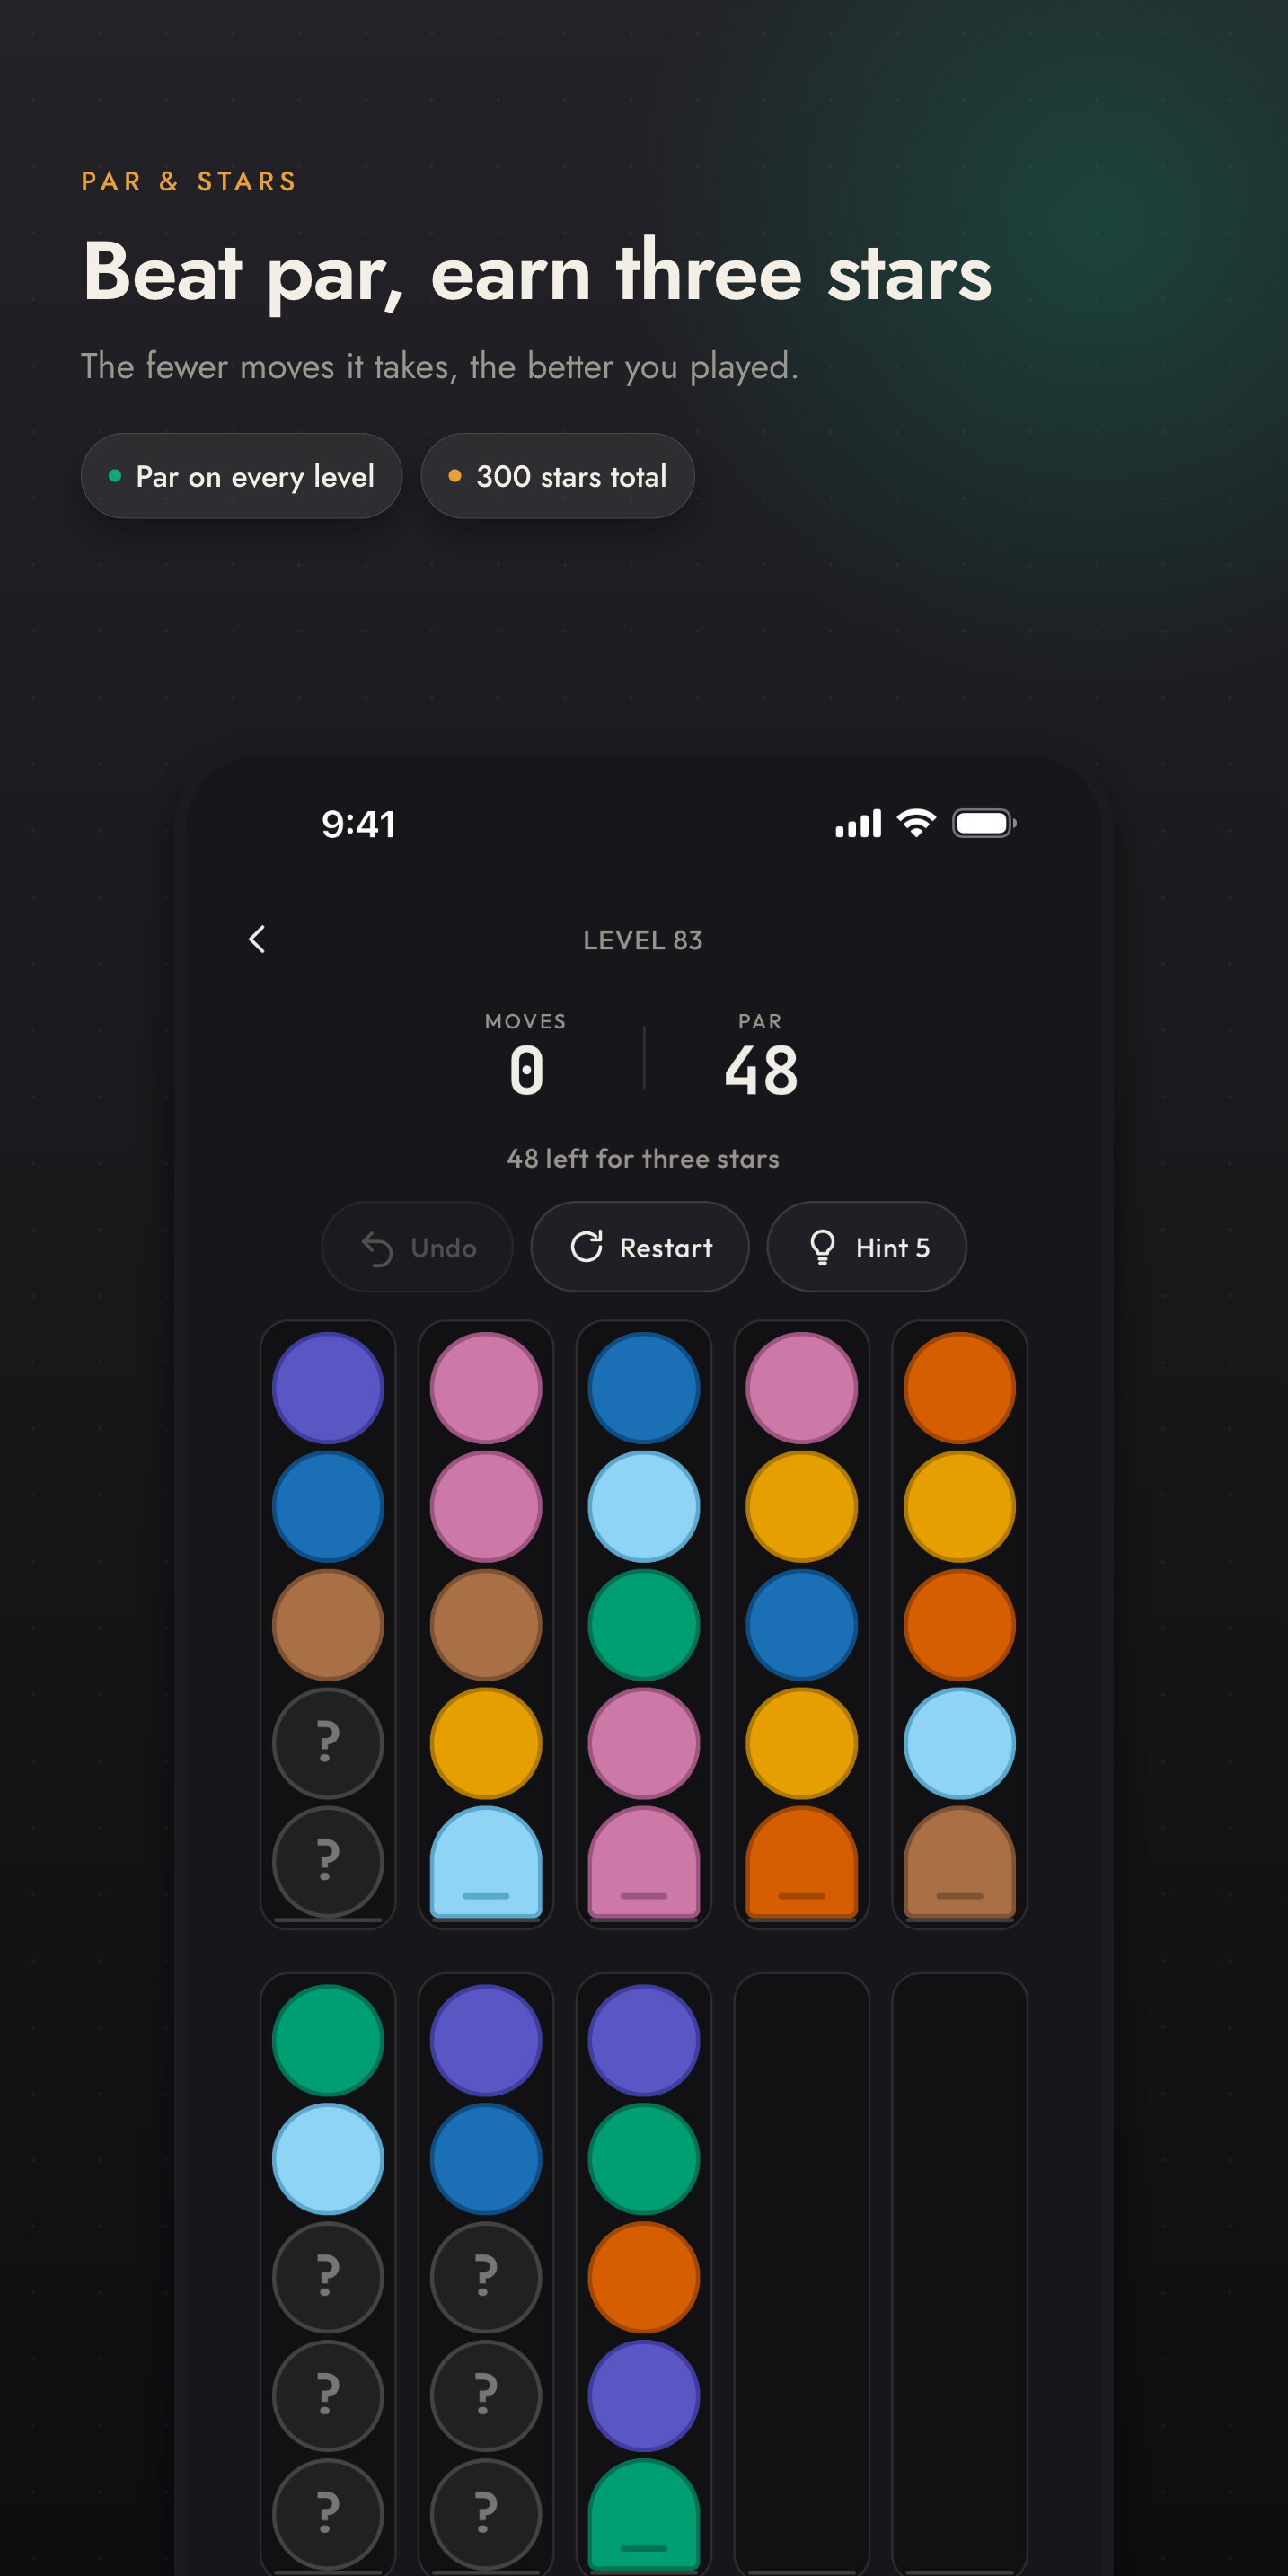 PAR & STARS
Beat par, earn three stars
The fewer moves it takes, the better you played.
Par on every level
300 stars total
9:41
LEVEL 83
MOVES
0
PAR
48
48 left for three stars
Undo
Restart
Hint 5
?
?
? ?
? ?
? ?